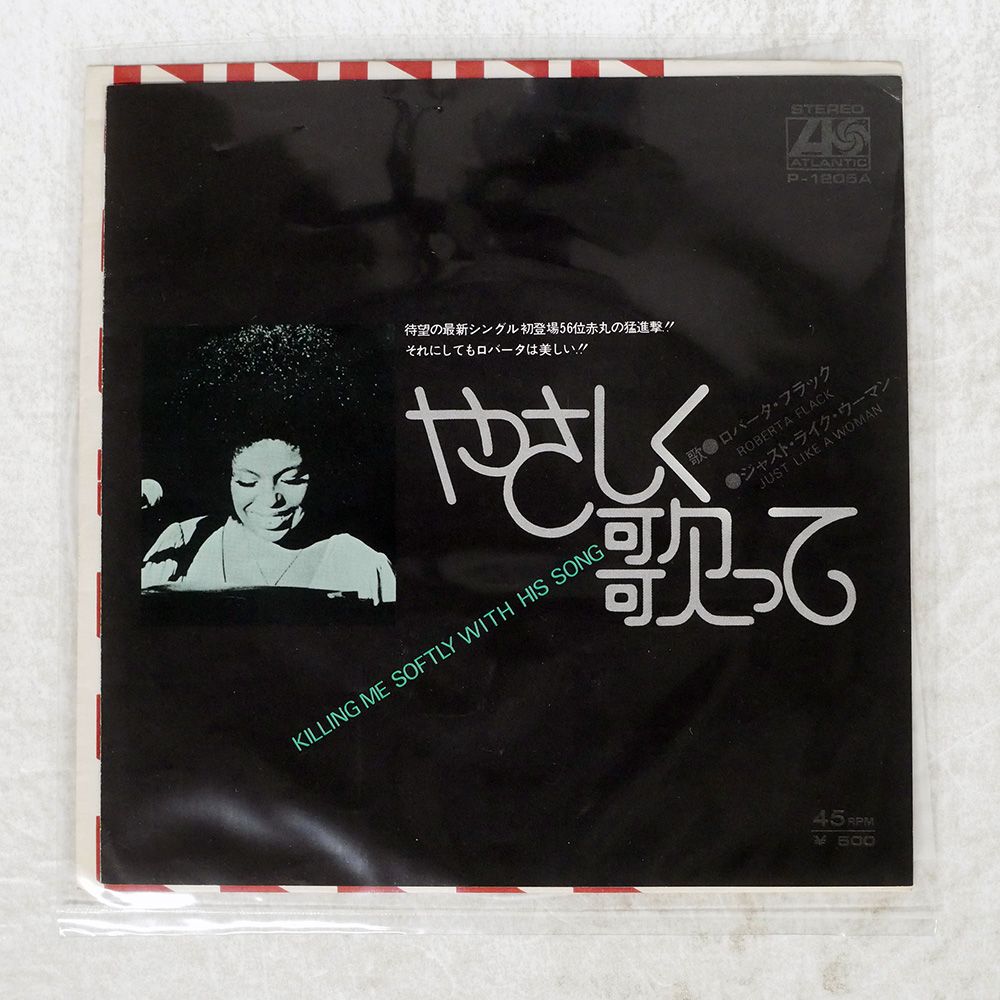 STEREO
ATLANTIC
P-1205A
待望の最新シングル初登場56位赤丸の猛進撃!!
それにしてもロバータは美しい!!
やさしく
歌って
歌●ロバータ・フラック
ROBERTA FLACK
●ジャスト・ライク・ウーマン
JUST LIKE A WOMAN
KILLING ME SOFTLY WITH HIS SONG
45 RPM
¥ 500